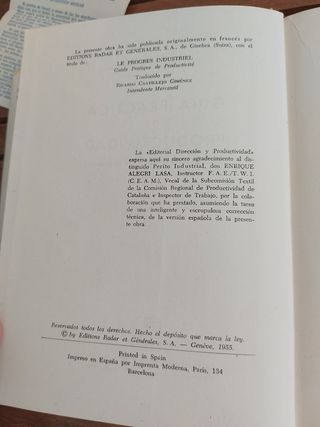 La presente obra ha sido publicada originalmente en francés por
EDITIONS RADAR ET GÉNÉRALES, S. A., de Ginebra (Suiza), con el
título de:
LE PROGRES INDUSTRIEL
Guide Pratique de Productivité
Traducido por
RICARDO CASTILLEJO GIMÉNEZ
Intendente Mercantil
La «Editorial Dirección y Productividad»
expresa aquí su sincero agradecimiento al dis-
tinguido Perito Industrial, don ENRIQUE
ALEGRI LASA, Instructor F. A. E./T. W. I.
(C. E. A. M.), Vocal de la Subcomisión Textil
de la Comisión Regional de Productividad de
Cataluña e Inspector de Trabajo, por la co-
laboración que ha prestado, asumiendo la tarea
de una inteligente y escrupulosa corrección
técnica, de la versión española de la presen-
te obra.
Reservados todos los derechos. Hecho el depósito que marca la ley.
© by Editions Radar et Générales, S. A. — Genève, 1955.
Printed in Spain
Impreso en España por Imprenta Moderna, París, 134
Barcelona